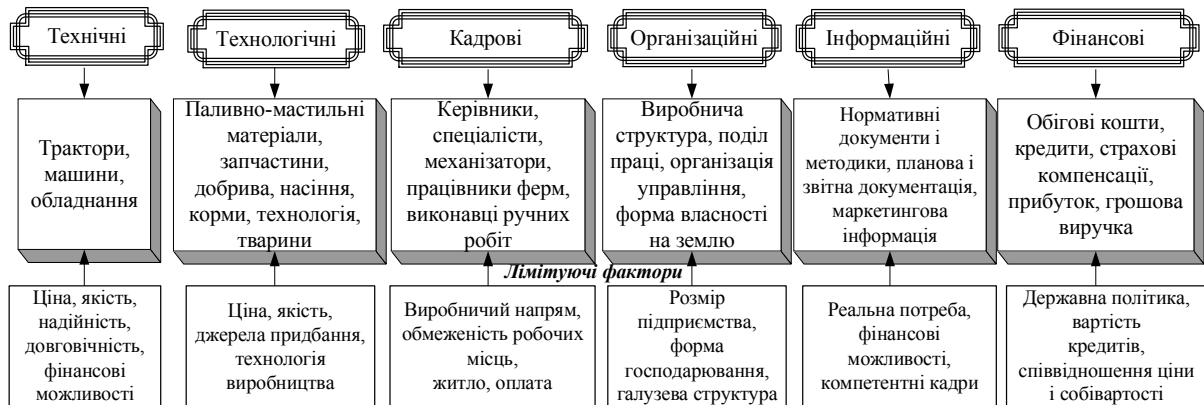 Технічні
Технологічні
Кадрові
Організаційні
Інформаційні
Фінансові
Трактори,
машини,
обладнання
Паливно-мастильні
матеріали,
запчастини,
добрива, насіння,
корми, технологія,
тварини
Керівники,
спеціалісти,
механізатори,
працівники ферм,
виконавці ручних
робіт
Виробнича
структура, поділ
праці, організація
управління,
форма власності
на землю
Нормативні
документи і
методики, планова і
звітна документація,
маркетингова
інформація
Обігові кошти,
кредити, страхові
компенсації,
прибуток, грошова
виручка
Лімітуючі фактори
Ціна, якість,
надійність,
довговічність,
фінансові
можливості
Ціна, якість,
джерела придбання,
технологія
виробництва
Виробничий напрям,
обмеженість робочих
місць,
житло, оплата
Розмір
підприємства,
форма
господарювання,
галузева структура
Реальна потреба,
фінансові
можливості,
компетентні кадри
Державна політика,
вартість
кредитів,
співвідношення ціни
і собівартості